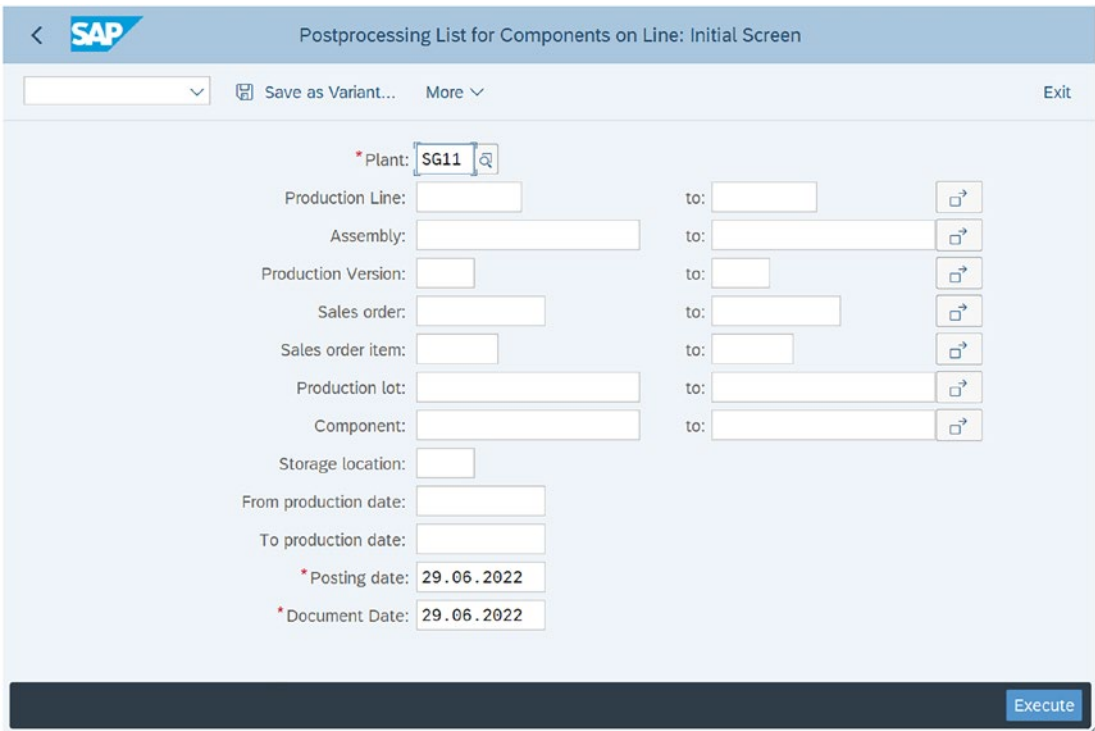 SAP Postprocessing List for Components on Line: Initial Screen
Save as Variant... More Exit
*Plant: SG11
Production Line: to:
Assembly: to:
Production Version: to:
Sales order: to:
Sales order item: to:
Production lot: to:
Component: to:
Storage location:
From production date:
To production date:
*Posting date: 29.06.2022
*Document Date: 29.06.2022
Execute